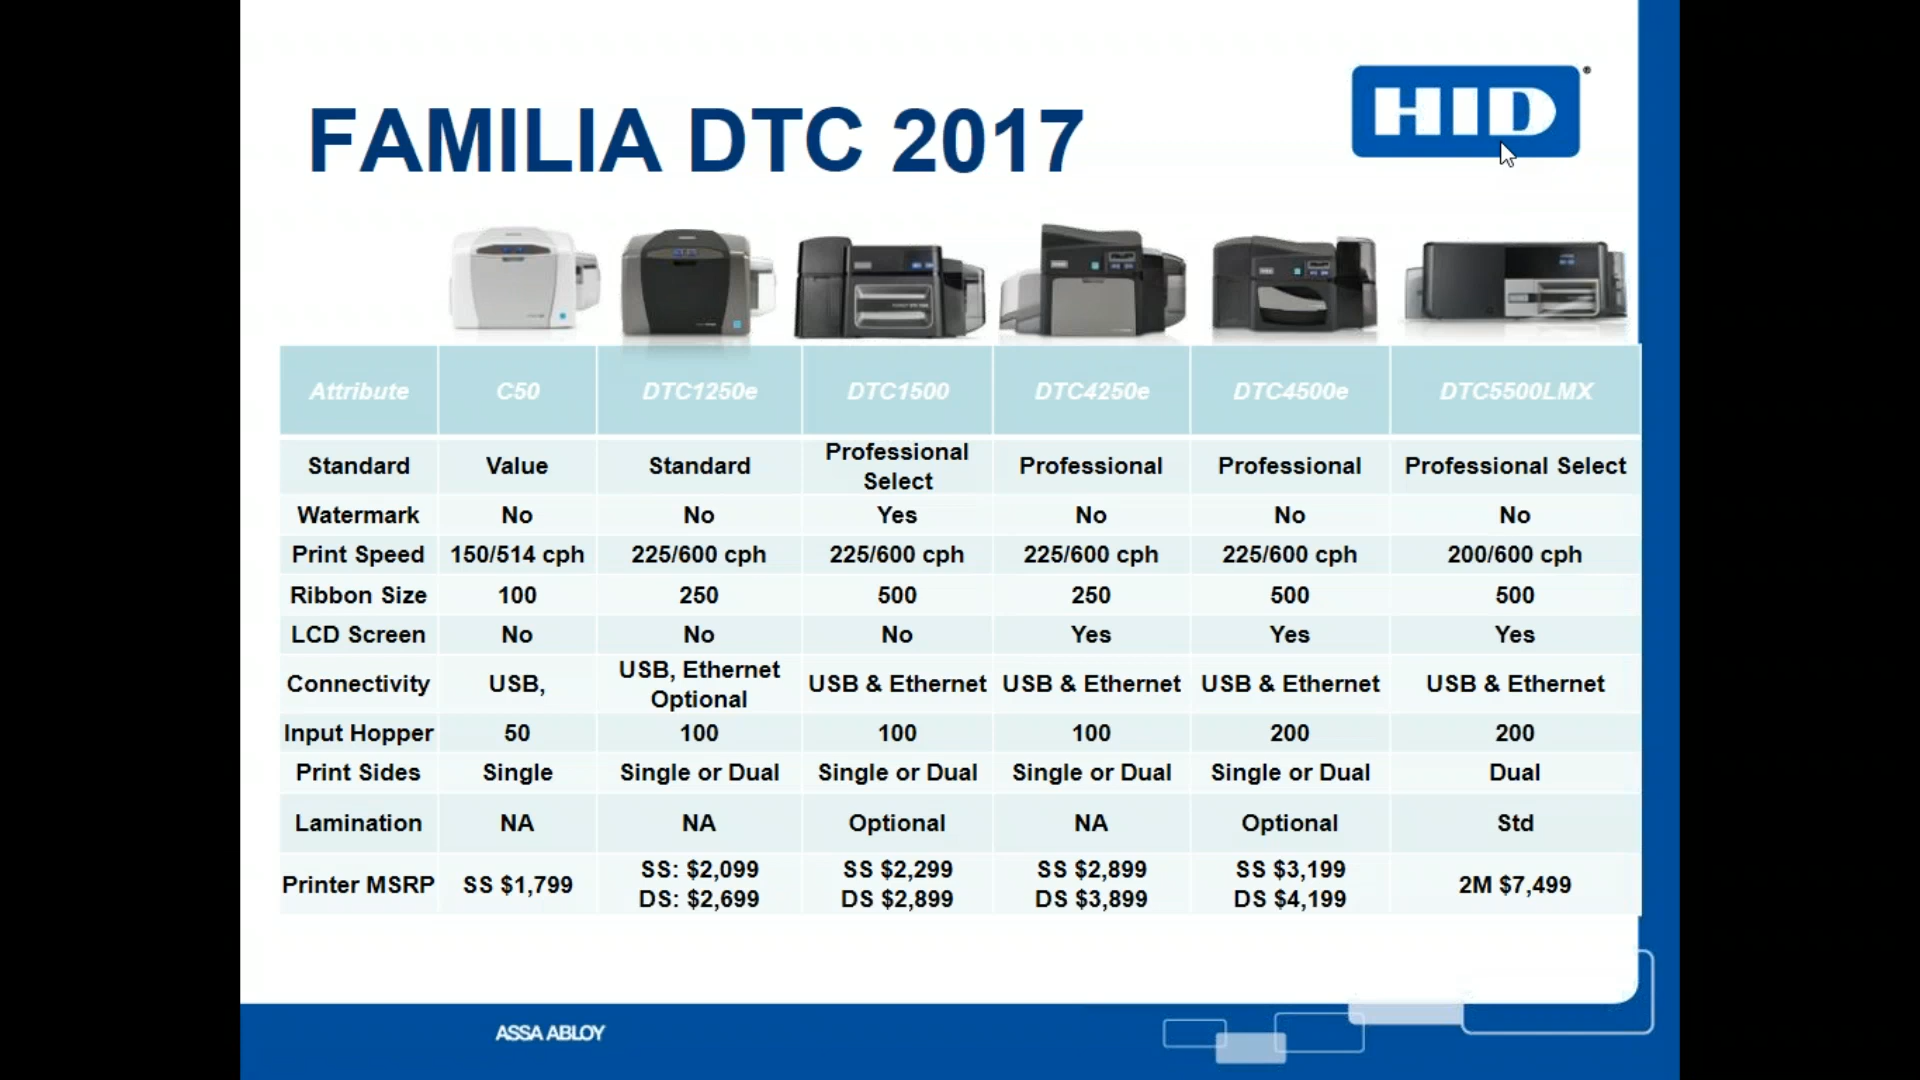 FAMILIA DTC 2017
HID
®
Attribute C50 DTC1250e DTC1500 DTC4250e DTC4500e DTC5500LMX
Standard Value Standard Professional Select Professional Professional Professional Select
Watermark No No Yes No No No
Print Speed 150/514 cph 225/600 cph 225/600 cph 225/600 cph 225/600 cph 200/600 cph
Ribbon Size 100 250 500 250 500 500
LCD Screen No No No Yes Yes Yes
Connectivity USB, USB, Ethernet Optional USB & Ethernet USB & Ethernet USB & Ethernet USB & Ethernet
Input Hopper 50 100 100 100 200 200
Print Sides Single Single or Dual Single or Dual Single or Dual Single or Dual Dual
Lamination NA NA Optional NA Optional Std
Printer MSRP SS $1,799 SS: $2,099 DS: $2,699 SS $2,299 DS $2,899 SS $2,899 DS $3,899 SS $3,199 DS $4,199 2M $7,499
ASSA ABLOY